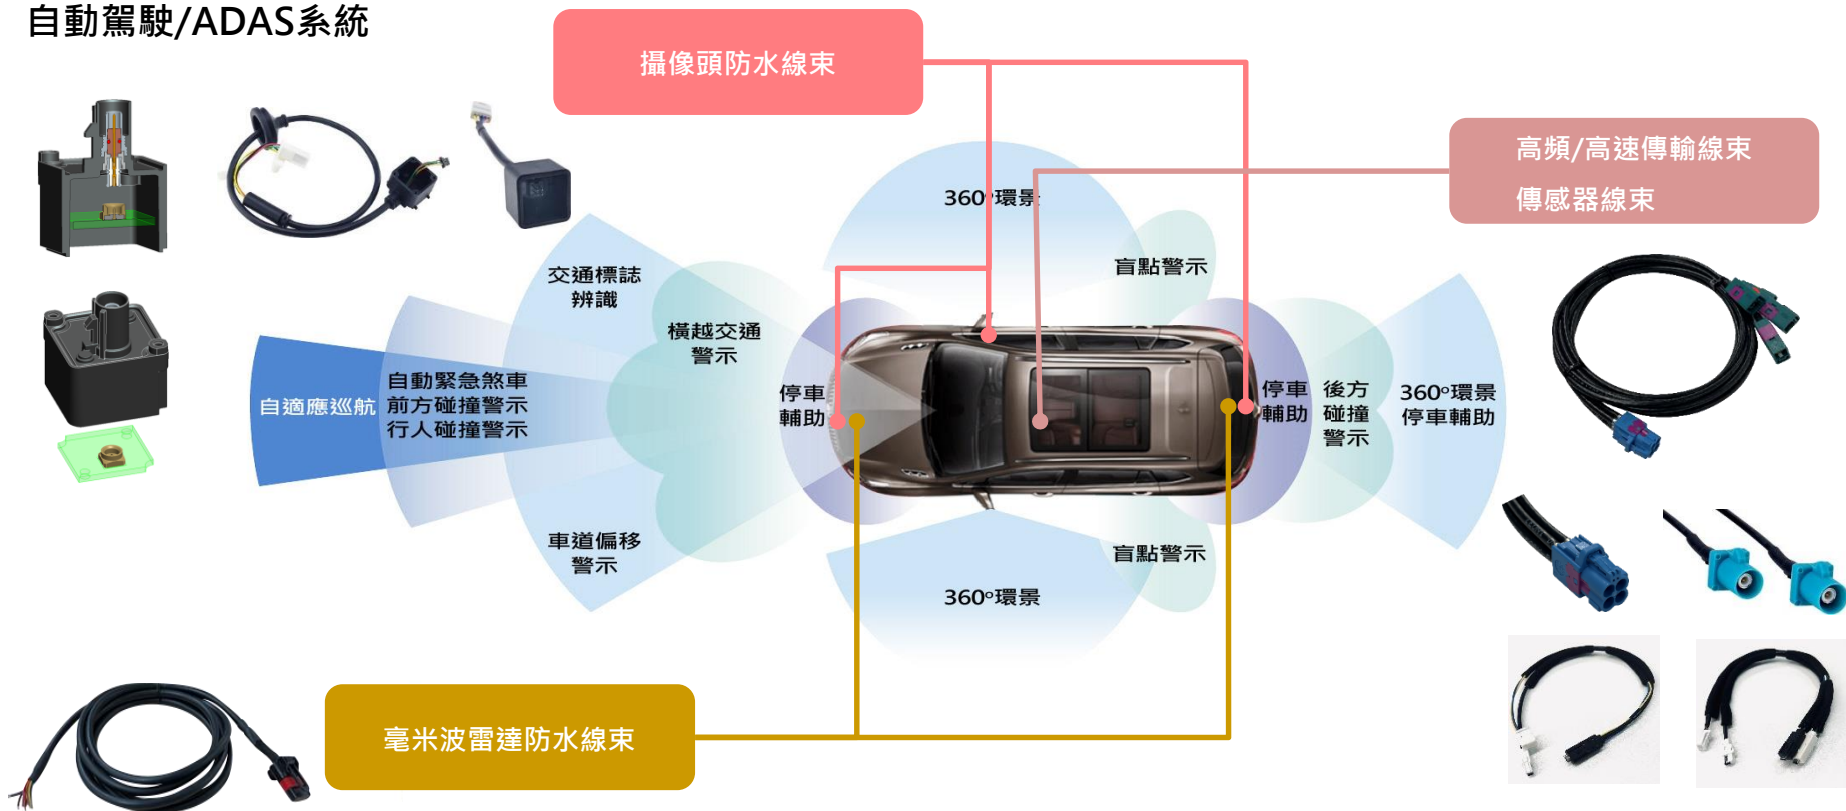 自動駕駛/ADAS系統
攝像頭防水線束
高頻/高速傳輸線束
傳感器線束
360°環景
盲點警示
交通標誌
辨識
橫越交通
警示
自適應巡航
自動緊急煞車
前方碰撞警示
行人碰撞警示
停車
輔助
停車
輔助
後方
碰撞
警示
360°環景
停車輔助
車道偏移
警示
盲點警示
360°環景
毫米波雷達防水線束